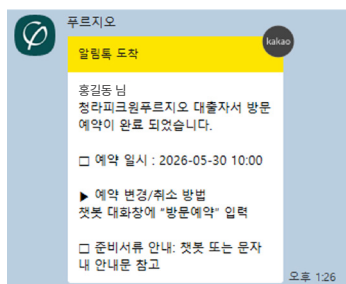 푸르지오
kakao
알림톡 도착
홍길동 님
청라피크원푸르지오 대출자서 방문
예약이 완료 되었습니다.
□ 예약 일시 : 2026-05-30 10:00
▶ 예약 변경/취소 방법
챗봇 대화창에 "방문예약" 입력
□ 준비서류 안내: 챗봇 또는 문자
내 안내문 참고
오후 1:26